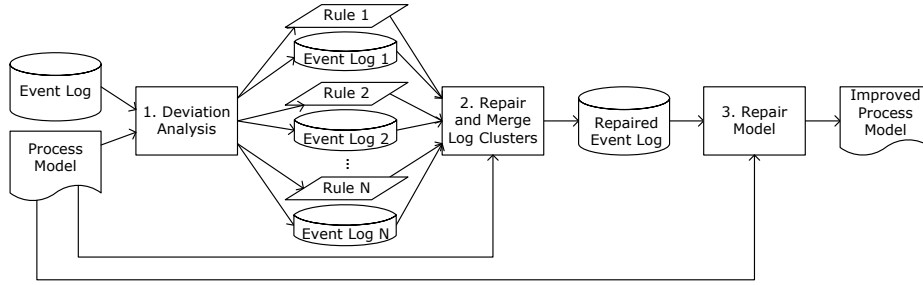 Event Log
Process
Model
1. Deviation
Analysis
Rule 1
Event Log 1
Rule 2
Event Log 2
...
Rule N
Event Log N
2. Repair
and Merge
Log Clusters
Repaired
Event Log
3. Repair
Model
Improved
Process
Model